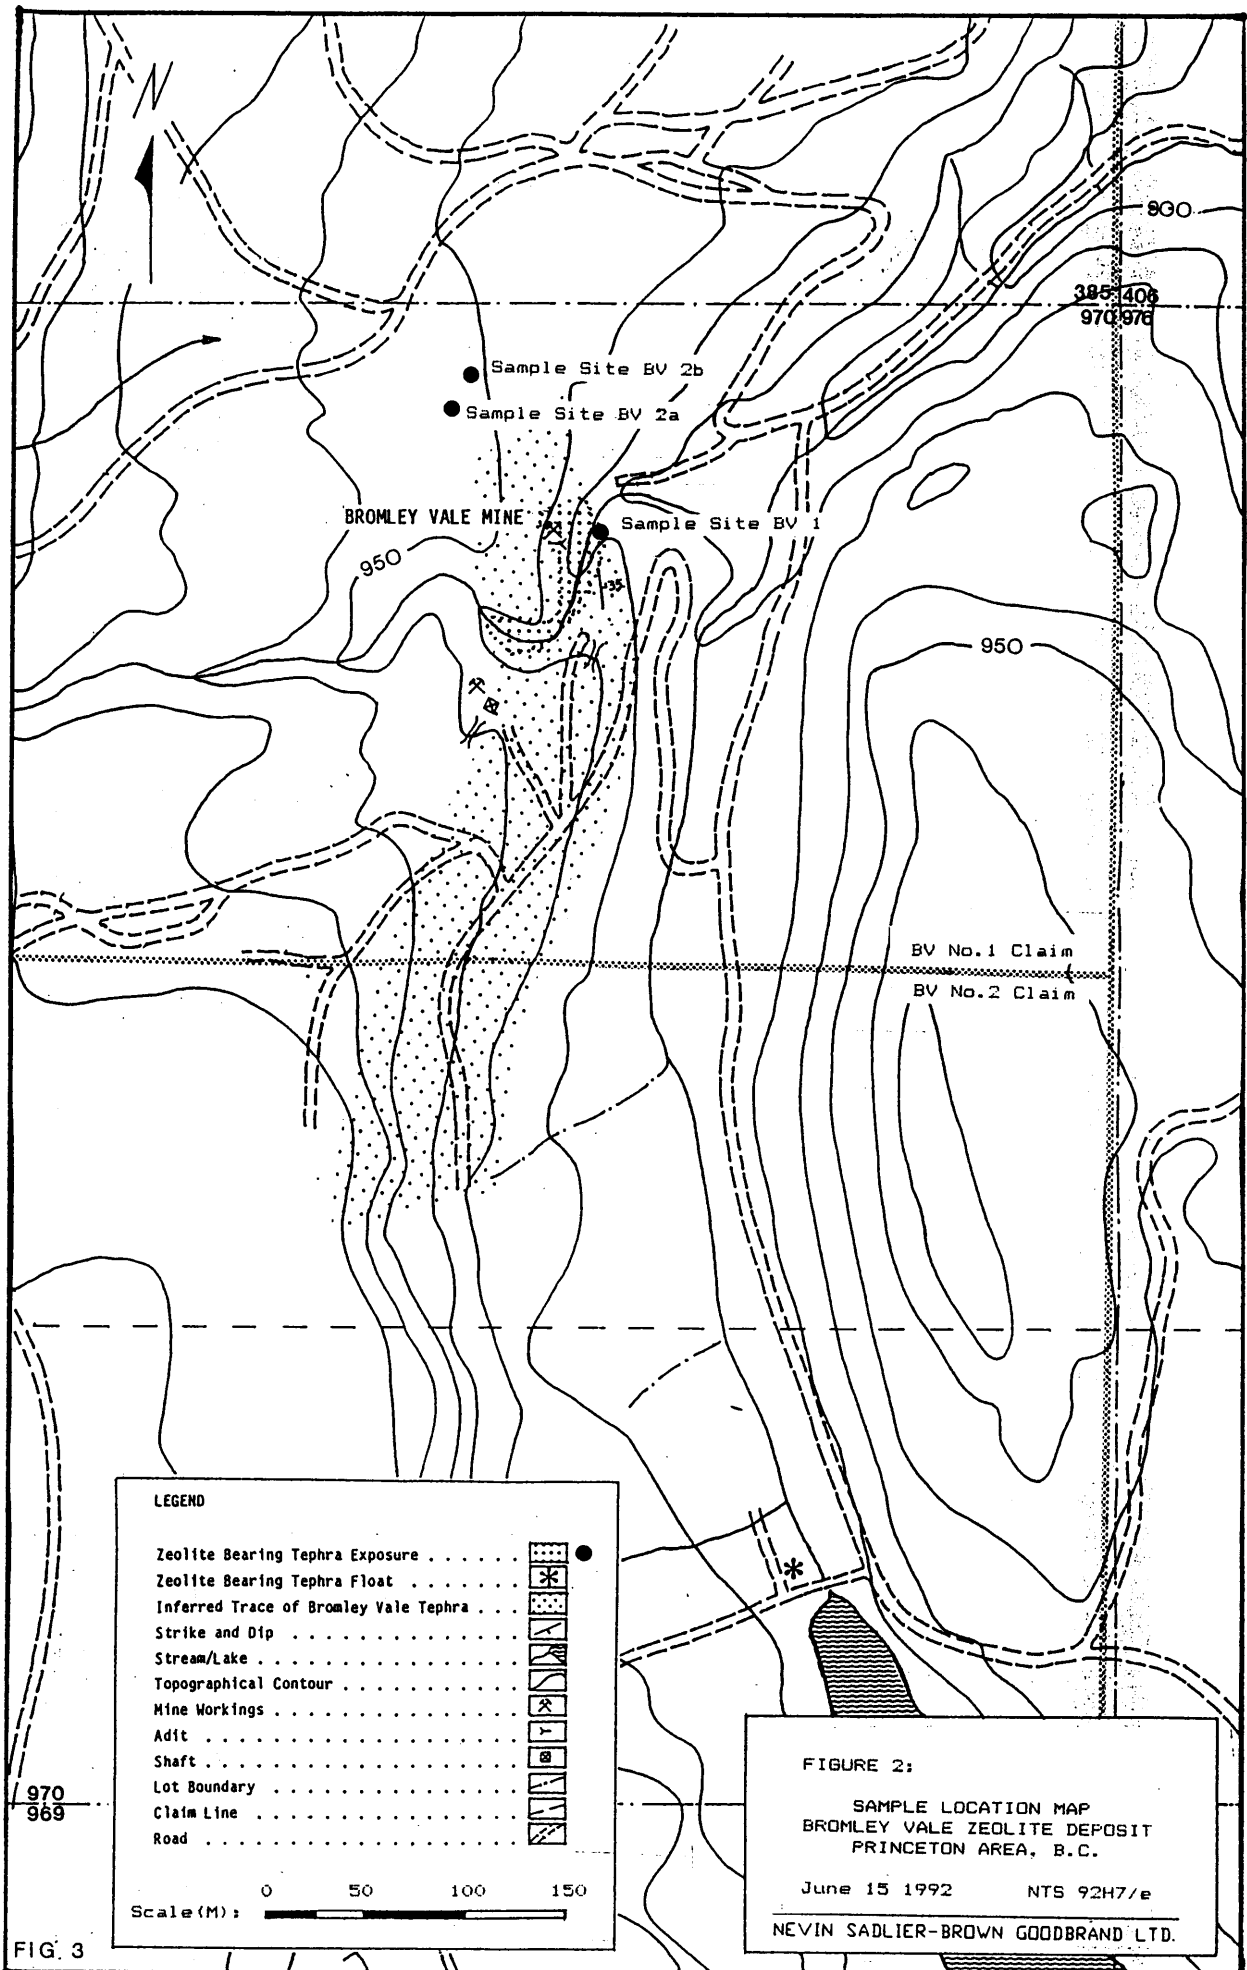 N
900
385 406
970 976
Sample Site BV 2b
Sample Site BV 2a
BROMLEY VALE MINE
Sample Site BV 1
950
35
950
BV No.1 Claim
BV No.2 Claim
LEGEND
Zeolite Bearing Tephra Exposure . . . . . .
Zeolite Bearing Tephra Float . . . . . . .
Inferred Trace of Bromley Vale Tephra . . .
Strike and Dip . . . . . . . . . . . . .
Stream/Lake . . . . . . . . . . . . . . .
Topographical Contour . . . . . . . . . .
Mine Workings . . . . . . . . . . . . . .
Adit . . . . . . . . . . . . . . . . . .
Shaft . . . . . . . . . . . . . . . . . .
Lot Boundary . . . . . . . . . . . . . .
Claim Line . . . . . . . . . . . . . . .
Road . . . . . . . . . . . . . . . . . .
0 50 100 150
Scale(M):
970
969
FIG. 3
FIGURE 2:
SAMPLE LOCATION MAP
BROMLEY VALE ZEOLITE DEPOSIT
PRINCETON AREA, B.C.
June 15 1992 NTS 92H7/e
NEVIN SADLIER-BROWN GOODBRAND LTD.